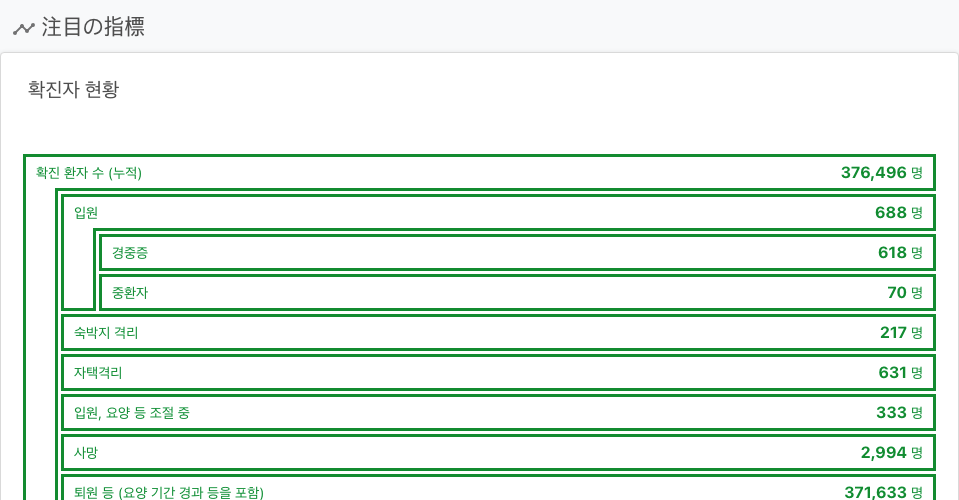 注目の指標
확진자 현황
확진 환자 수 (누적) 376,496 명
입원 688 명
경중증 618 명
중환자 70 명
숙박지 격리 217 명
자택격리 631 명
입원, 요양 등 조절 중 333 명
사망 2,994 명
퇴원 등 (요양 기간 경과 등을 포함) 371,633 명